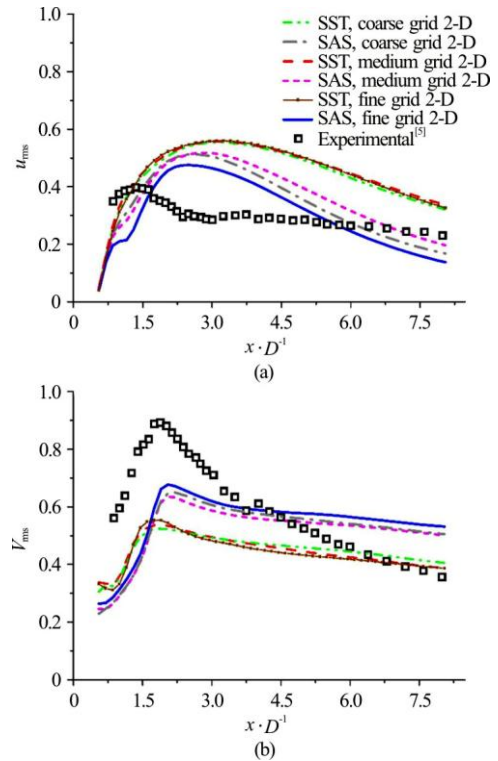 (a)
SST, coarse grid 2-D
SAS, coarse grid 2-D
SST, medium grid 2-D
SAS, medium grid 2-D
SST, fine grid 2-D
SAS, fine grid 2-D
Experimental[5]
1.0
0.8
0.6
0.4
0.2
0
u_rms
0 1.5 3.0 4.5 6.0 7.5
x · D⁻¹
(a)
1.0
0.8
0.6
0.4
0.2
0
V_rms
0 1.5 3.0 4.5 6.0 7.5
x · D⁻¹
(b)